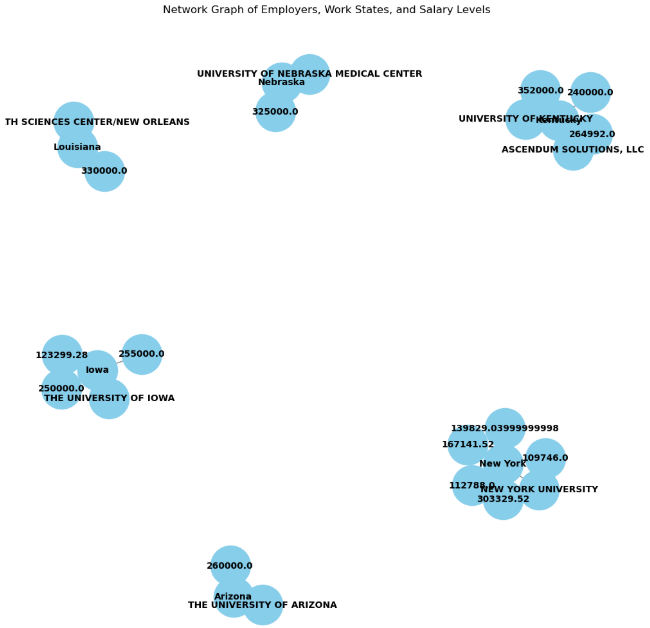 Network Graph of Employers, Work States, and Salary Levels
UNIVERSITY OF NEBRASKA MEDICAL CENTER
Nebraska
325000.0
352000.0
240000.0
UNIVERSITY OF KENTUCKY
Kentucky
264992.0
ASCENDUM SOLUTIONS, LLC
TH SCIENCES CENTER/NEW ORLEANS
Louisiana
330000.0
123299.28
255000.0
Iowa
250000.0
THE UNIVERSITY OF IOWA
139829.03999999998
167141.52
109746.0
New York
112788.0
NEW YORK UNIVERSITY
303329.52
260000.0
Arizona
THE UNIVERSITY OF ARIZONA